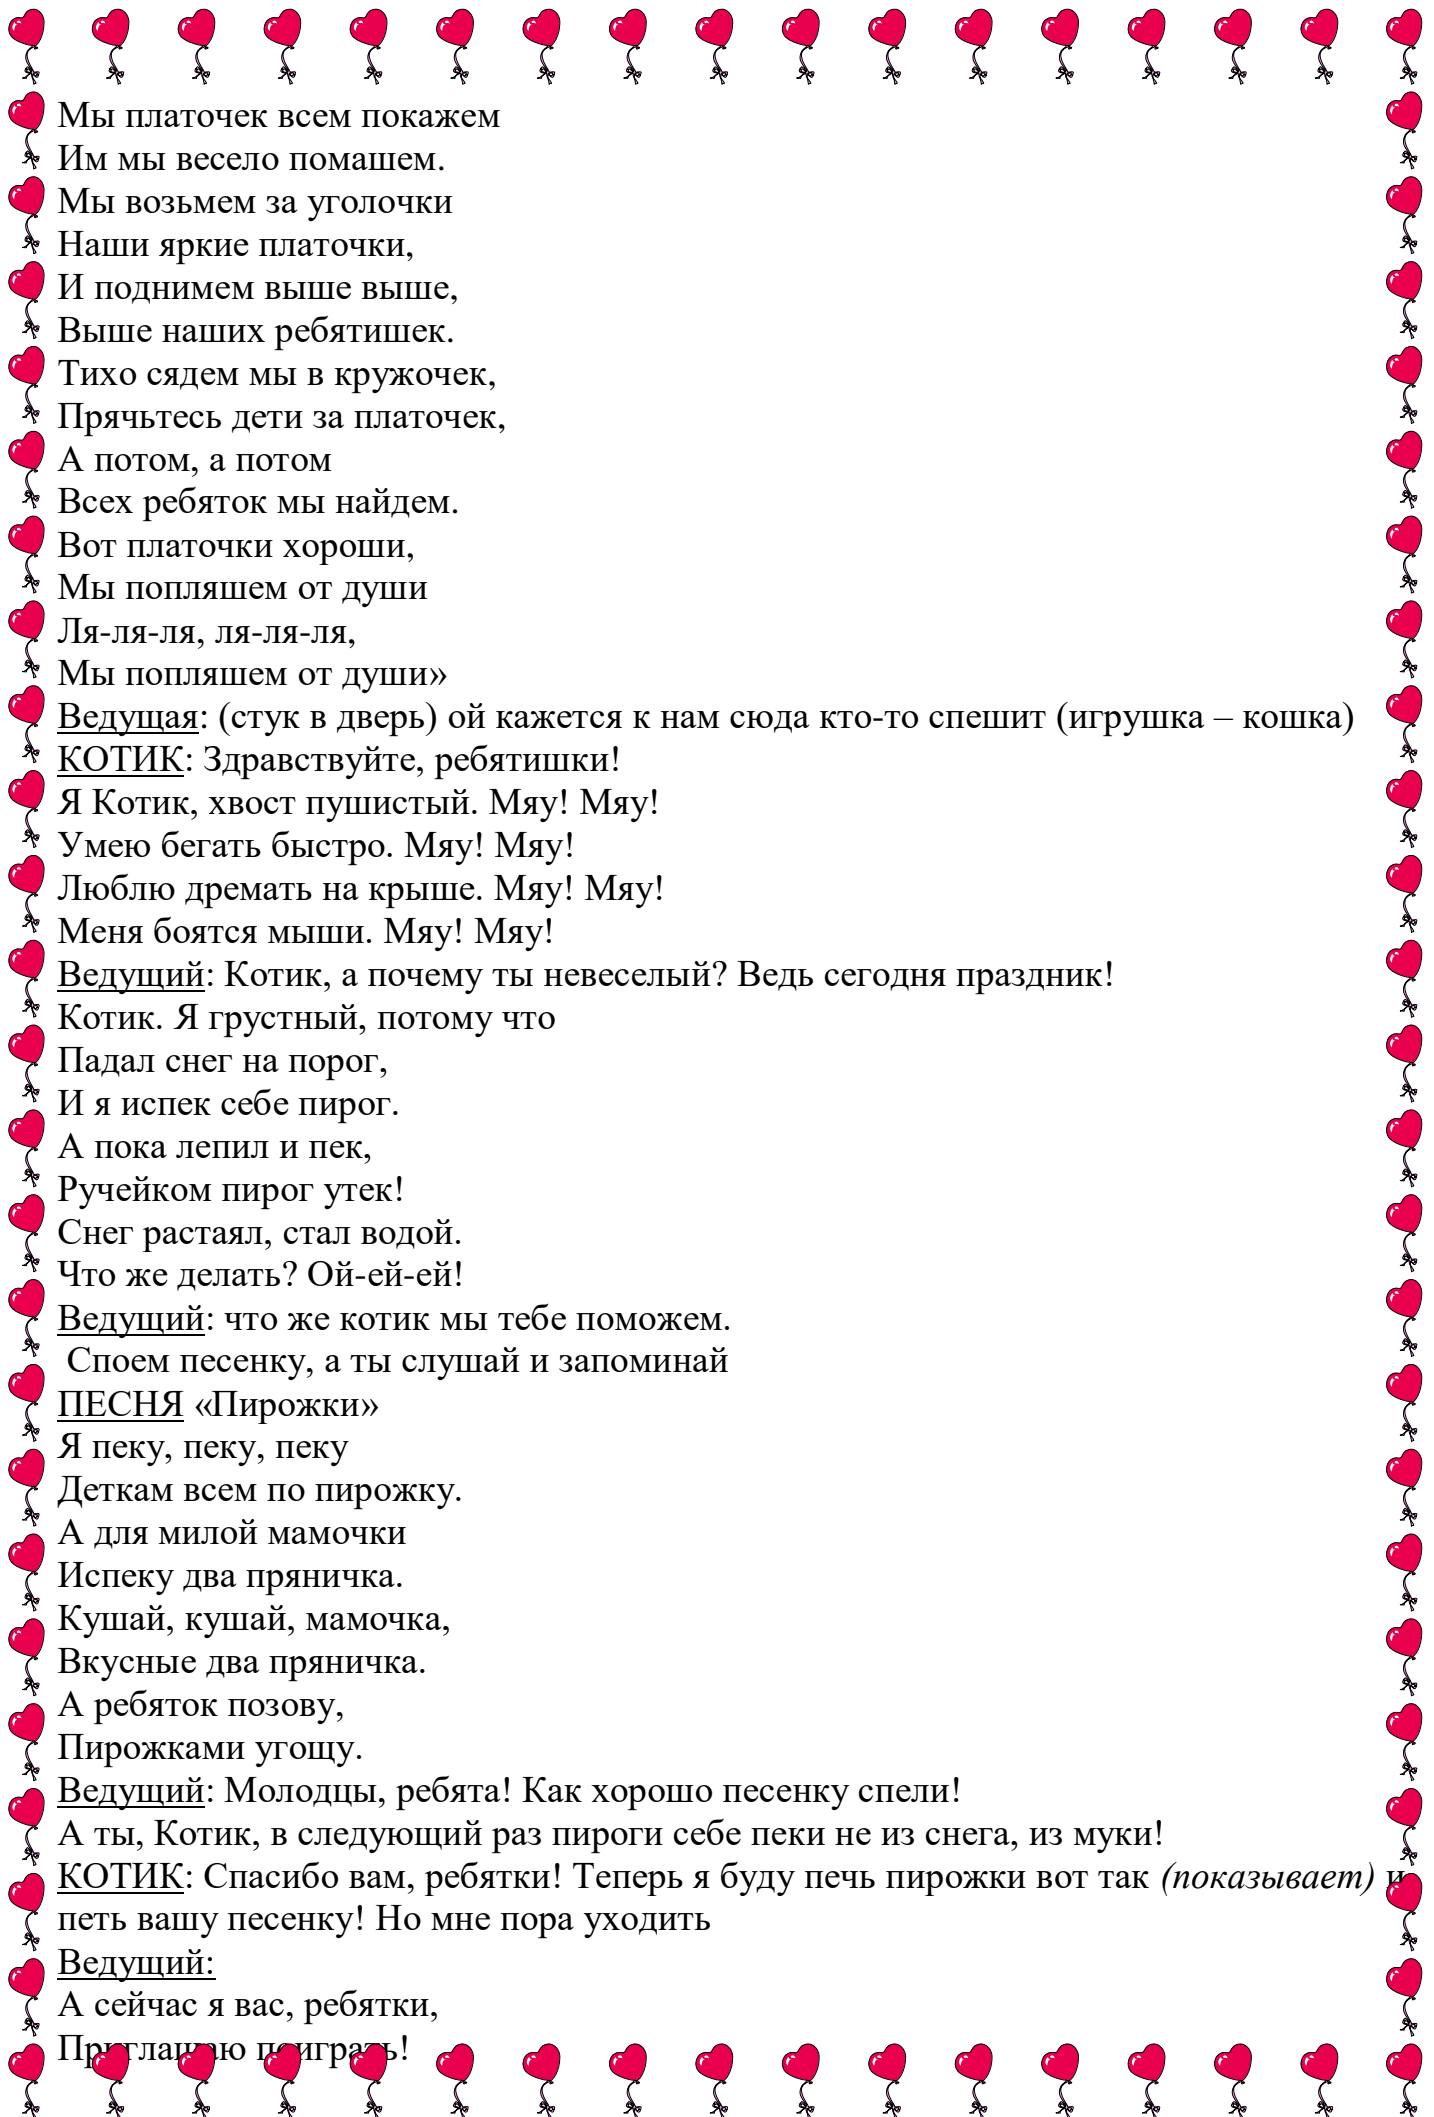 Мы платочек всем покажем
Им мы весело помашем.
Мы возьмем за уголочки
Наши яркие платочки,
И поднимем выше выше,
Выше наших ребятишек.
Тихо сядем мы в кружочек,
Прячьтесь дети за платочек,
А потом, а потом
Всех ребяток мы найдем.
Вот платочки хороши,
Мы попляшем от души
Ля-ля-ля, ля-ля-ля,
Мы попляшем от души»
Ведущая: (стук в дверь) ой кажется к нам сюда кто-то спешит (игрушка – кошка)
КОТИК: Здравствуйте, ребятишки!
Я Котик, хвост пушистый. Мяу! Мяу!
Умею бегать быстро. Мяу! Мяу!
Люблю дремать на крыше. Мяу! Мяу!
Меня боятся мыши. Мяу! Мяу!
Ведущий: Котик, а почему ты невеселый? Ведь сегодня праздник!
Котик. Я грустный, потому что
Падал снег на порог,
И я испек себе пирог.
А пока лепил и пек,
Ручейком пирог утек!
Снег растаял, стал водой.
Что же делать? Ой-ей-ей!
Ведущий: что же котик мы тебе поможем.
Споем песенку, а ты слушай и запоминай
ПЕСНЯ «Пирожки»
Я пеку, пеку, пеку
Деткам всем по пирожку.
А для милой мамочки
Испеку два пряничка.
Кушай, кушай, мамочка,
Вкусные два пряничка.
А ребяток позову,
Пирожками угощу.
Ведущий: Молодцы, ребята! Как хорошо песенку спели!
А ты, Котик, в следующий раз пироги себе пеки не из снега, из муки!
КОТИК: Спасибо вам, ребятки! Теперь я буду печь пирожки вот так (показывает) и
петь вашу песенку! Но мне пора уходить
Ведущий:
А сейчас я вас, ребятки,
Приглашаю поиграть!